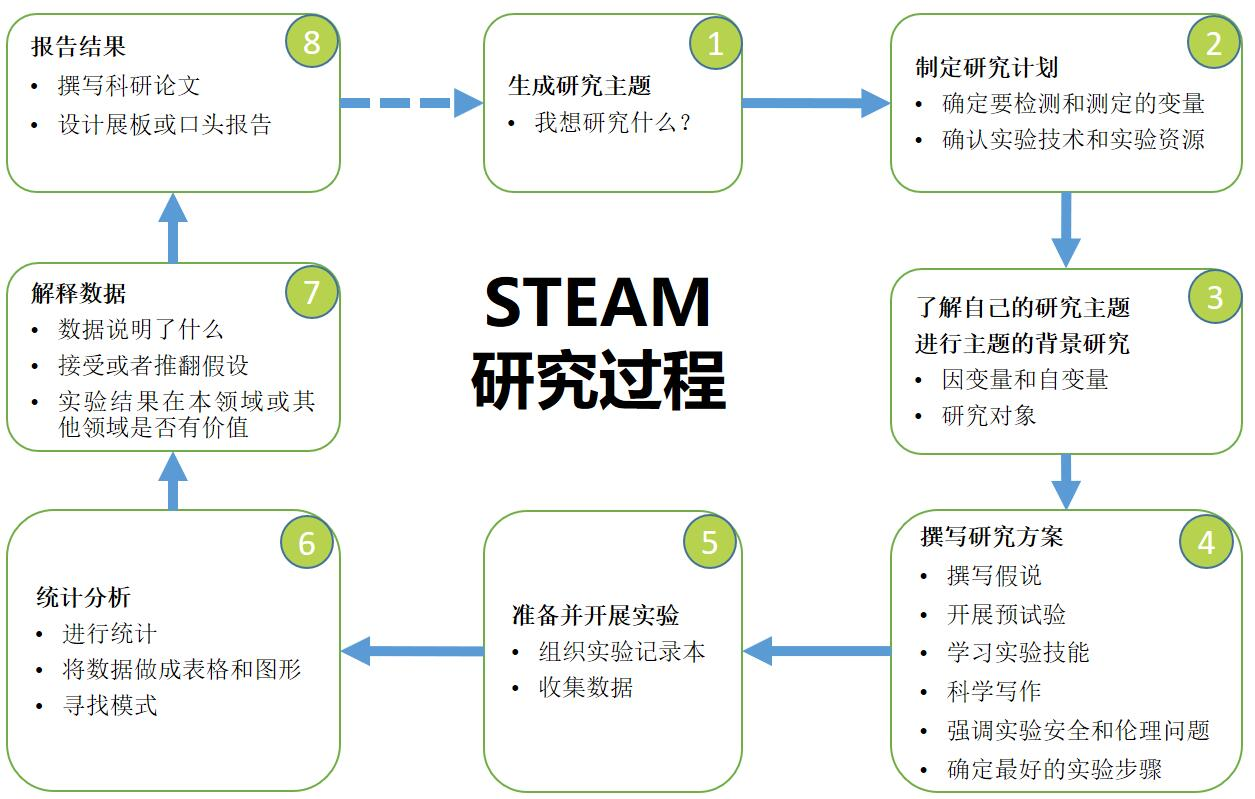 8
报告结果
• 撰写科研论文
• 设计展板或口头报告
1
生成研究主题
• 我想研究什么？
2
制定研究计划
• 确定要检测和测定的变量
• 确认实验技术和实验资源
STEAM
研究过程
3
了解自己的研究主题
进行主题的背景研究
• 因变量和自变量
• 研究对象
4
撰写研究方案
• 撰写假说
• 开展预试验
• 学习实验技能
• 科学写作
• 强调实验安全和伦理问题
• 确定最好的实验步骤
5
准备并开展实验
• 组织实验记录本
• 收集数据
6
统计分析
• 进行统计
• 将数据做成表格和图形
• 寻找模式
7
解释数据
• 数据说明了什么
• 接受或者推翻假设
• 实验结果在本领域或其
他领域是否有价值